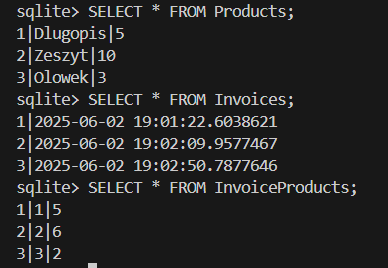 sqlite> SELECT * FROM Products;
1|Dlugopis|5
2|Zeszyt|10
3|Olowek|3
sqlite> SELECT * FROM Invoices;
1|2025-06-02 19:01:22.6038621
2|2025-06-02 19:02:09.9577467
3|2025-06-02 19:02:50.7877646
sqlite> SELECT * FROM InvoiceProducts;
1|1|5
2|2|6
3|3|2